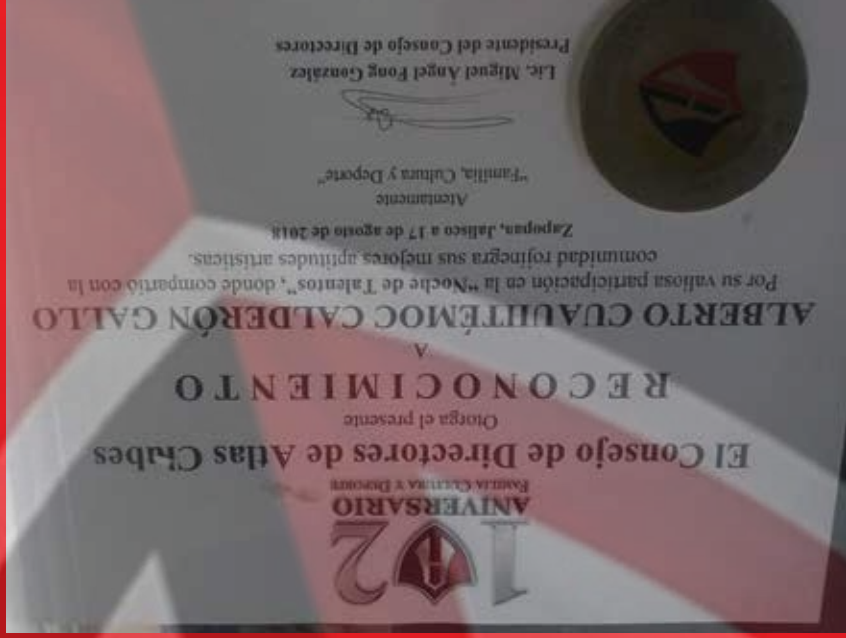 102
ANIVERSARIO
FAMILIA CULTURA Y DEPORTE
El Consejo de Directores de Atlas Chapalita Clubes
Otorga el presente
RECONOCIMIENTO
A
ALBERTO CUAUHTÉMOC CALDERÓN GALLO
Por su valiosa participación en la "Noche de Talentos", donde compartió con la
comunidad rojinegra sus mejores aptitudes artísticas.
Zapopan, Jalisco a 17 de agosto de 2018
Atentamente
"Familia, Cultura y Deporte"
Lic. Miguel Ángel Fong González
Presidente del Consejo de Directores